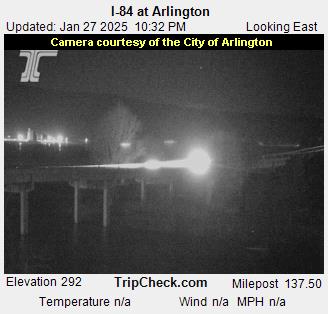 I-84 at Arlington
Updated: Jan 27 2025 10:32 PM Looking East
Camera courtesy of the City of Arlington
Elevation 292 TripCheck.com Milepost 137.50
Temperature n/a Wind n/a MPH n/a